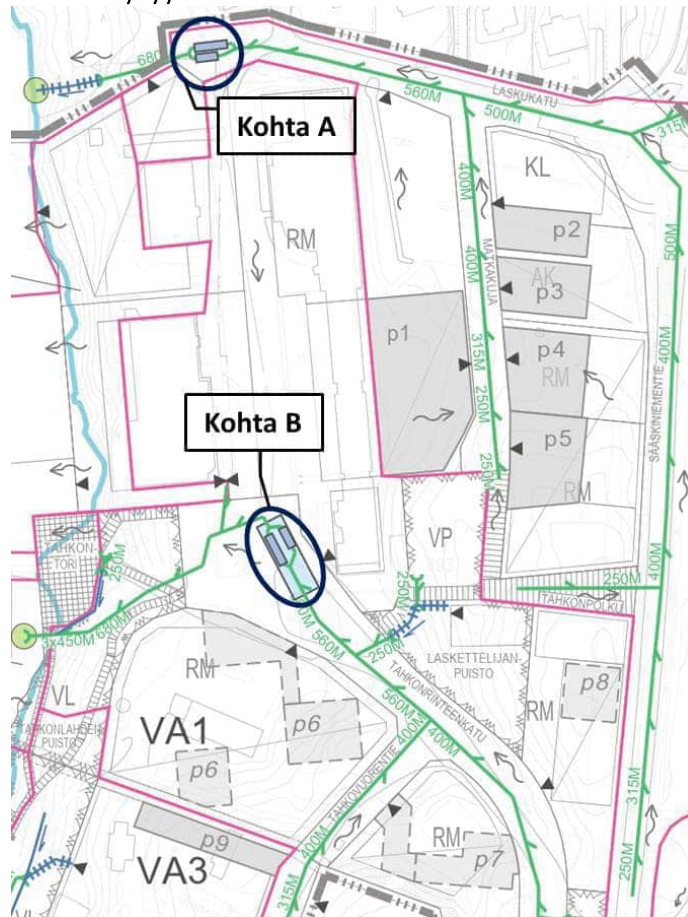 680
Kohta A
560M
LASKUKATU
500M
315M
KL
400M
p2
RM
MATKAKUJA
500M
400M
AK
p3
p1
315M
p4
RM
400M
250M
SÄÄSKINIEMENTIE
Kohta B
p5
250M
RM
VP
TAHKON-
TORI
250M
250M
250M
400M
TAHKONPOLKU
3x450M
680M
560M
250M
LASKETTELIJAN-
PUISTO
RM
p8
VL
TAHKONLAHDEN-
PUISTO
VA1
p6
TAHKONRINTEENKATU
560M
RM
400M
400M
p6
TAHKOVUORENTIE
315M
p9
400M
RM
p7
VA3
315M
250M